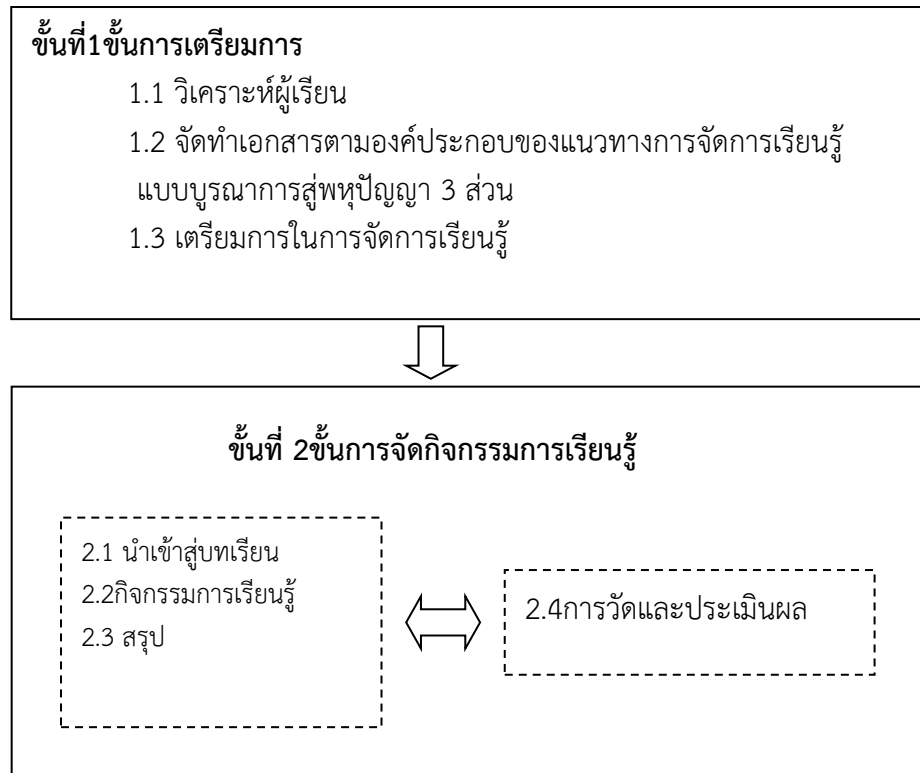 ขั้นที่1ขั้นการเตรียมการ
1.1 วิเคราะห์ผู้เรียน
1.2 จัดทำเอกสารตามองค์ประกอบของแนวทางการจัดการเรียนรู้
แบบบูรณาการสู่พหุปัญญา 3 ส่วน
1.3 เตรียมการในการจัดการเรียนรู้
ขั้นที่ 2ขั้นการจัดกิจกรรมการเรียนรู้
2.1 นำเข้าสู่บทเรียน
2.2กิจกรรมการเรียนรู้
2.3 สรุป
2.4การวัดและประเมินผล